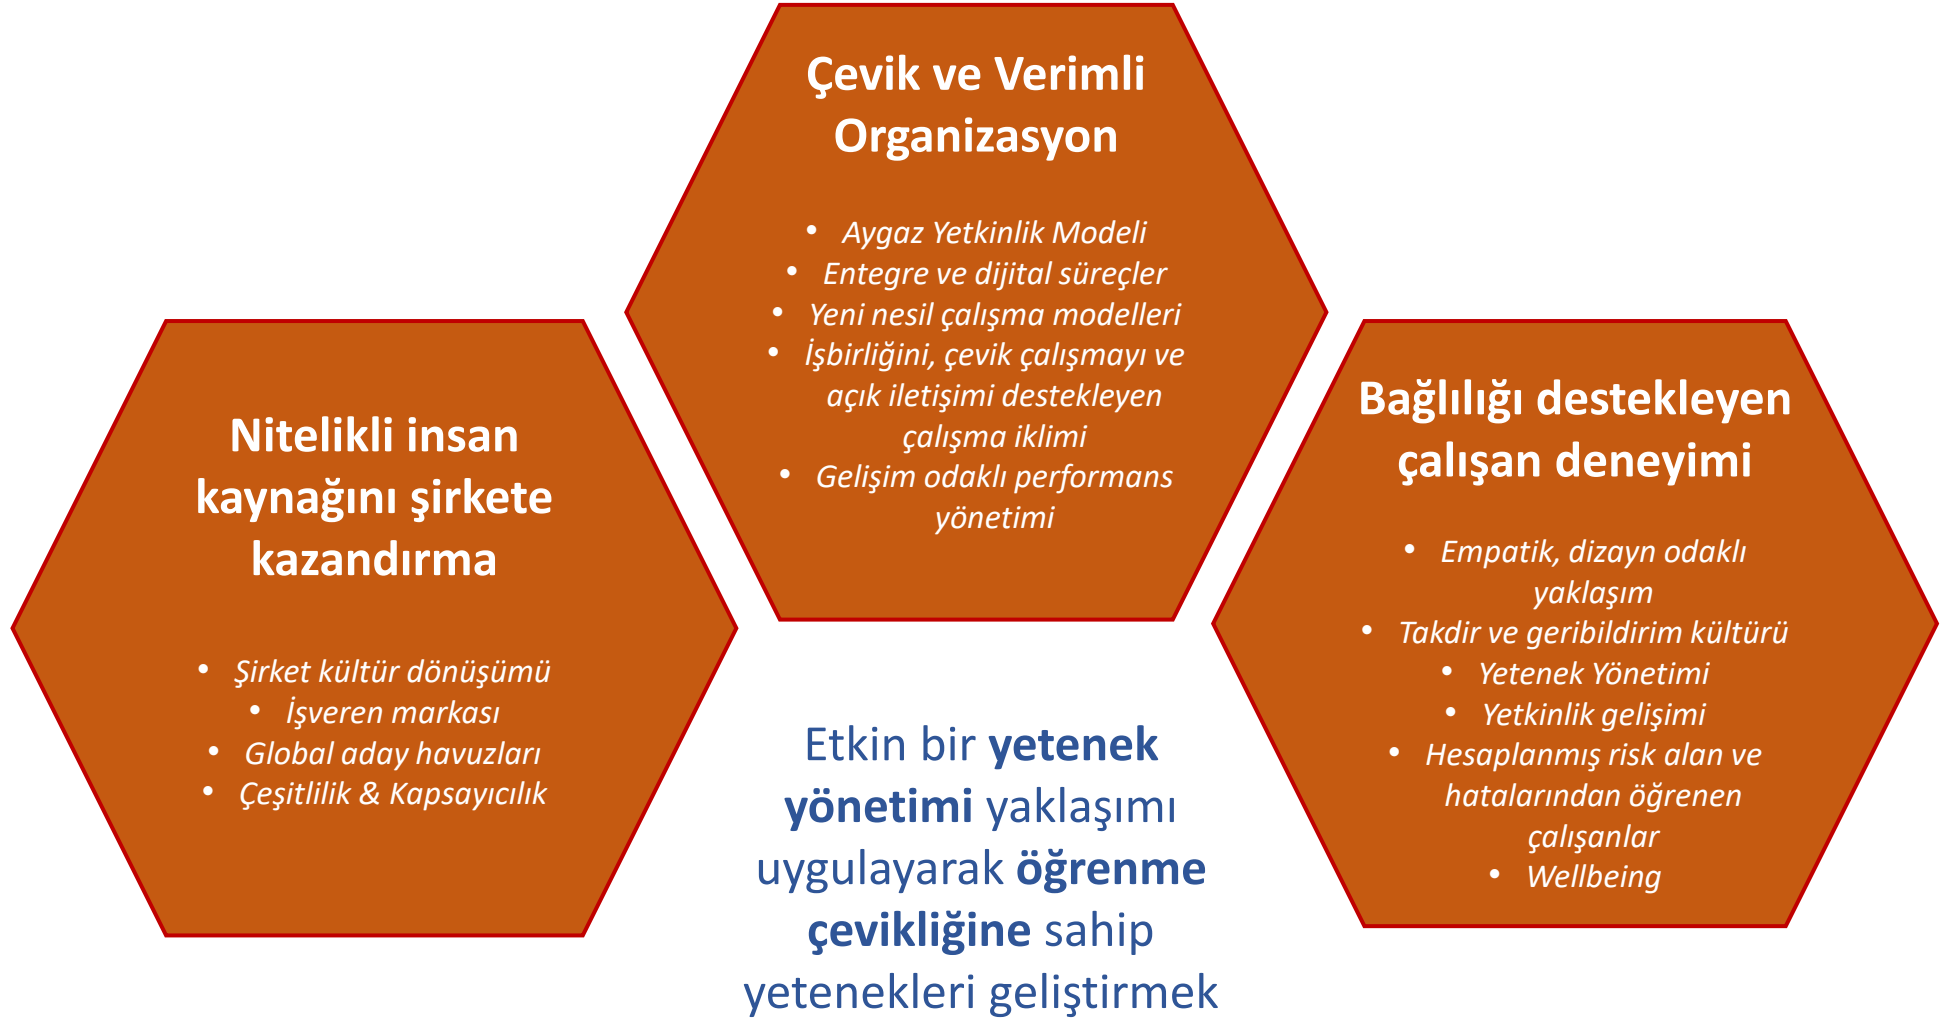 Çevik ve Verimli
Organizasyon
• Aygaz Yetkinlik Modeli
• Entegre ve dijital süreçler
• Yeni nesil çalışma modelleri
• İşbirliğini, çevik çalışmayı ve
açık iletişimi destekleyen
çalışma iklimi
• Gelişim odaklı performans
yönetimi
Nitelikli insan
kaynağını şirkete
kazandırma
• Şirket kültür dönüşümü
• İşveren markası
• Global aday havuzları
• Çeşitlilik & Kapsayıcılık
Bağlılığı destekleyen
çalışan deneyimi
• Empatik, dizayn odaklı
yaklaşım
• Takdir ve geribildirim kültürü
• Yetenek Yönetimi
• Yetkinlik gelişimi
• Hesaplanmış risk alan ve
hatalarından öğrenen
çalışanlar
• Wellbeing
Etkin bir yetenek
yönetimi yaklaşımı
uygulayarak öğrenme
çevikliğine sahip
yetenekleri geliştirmek